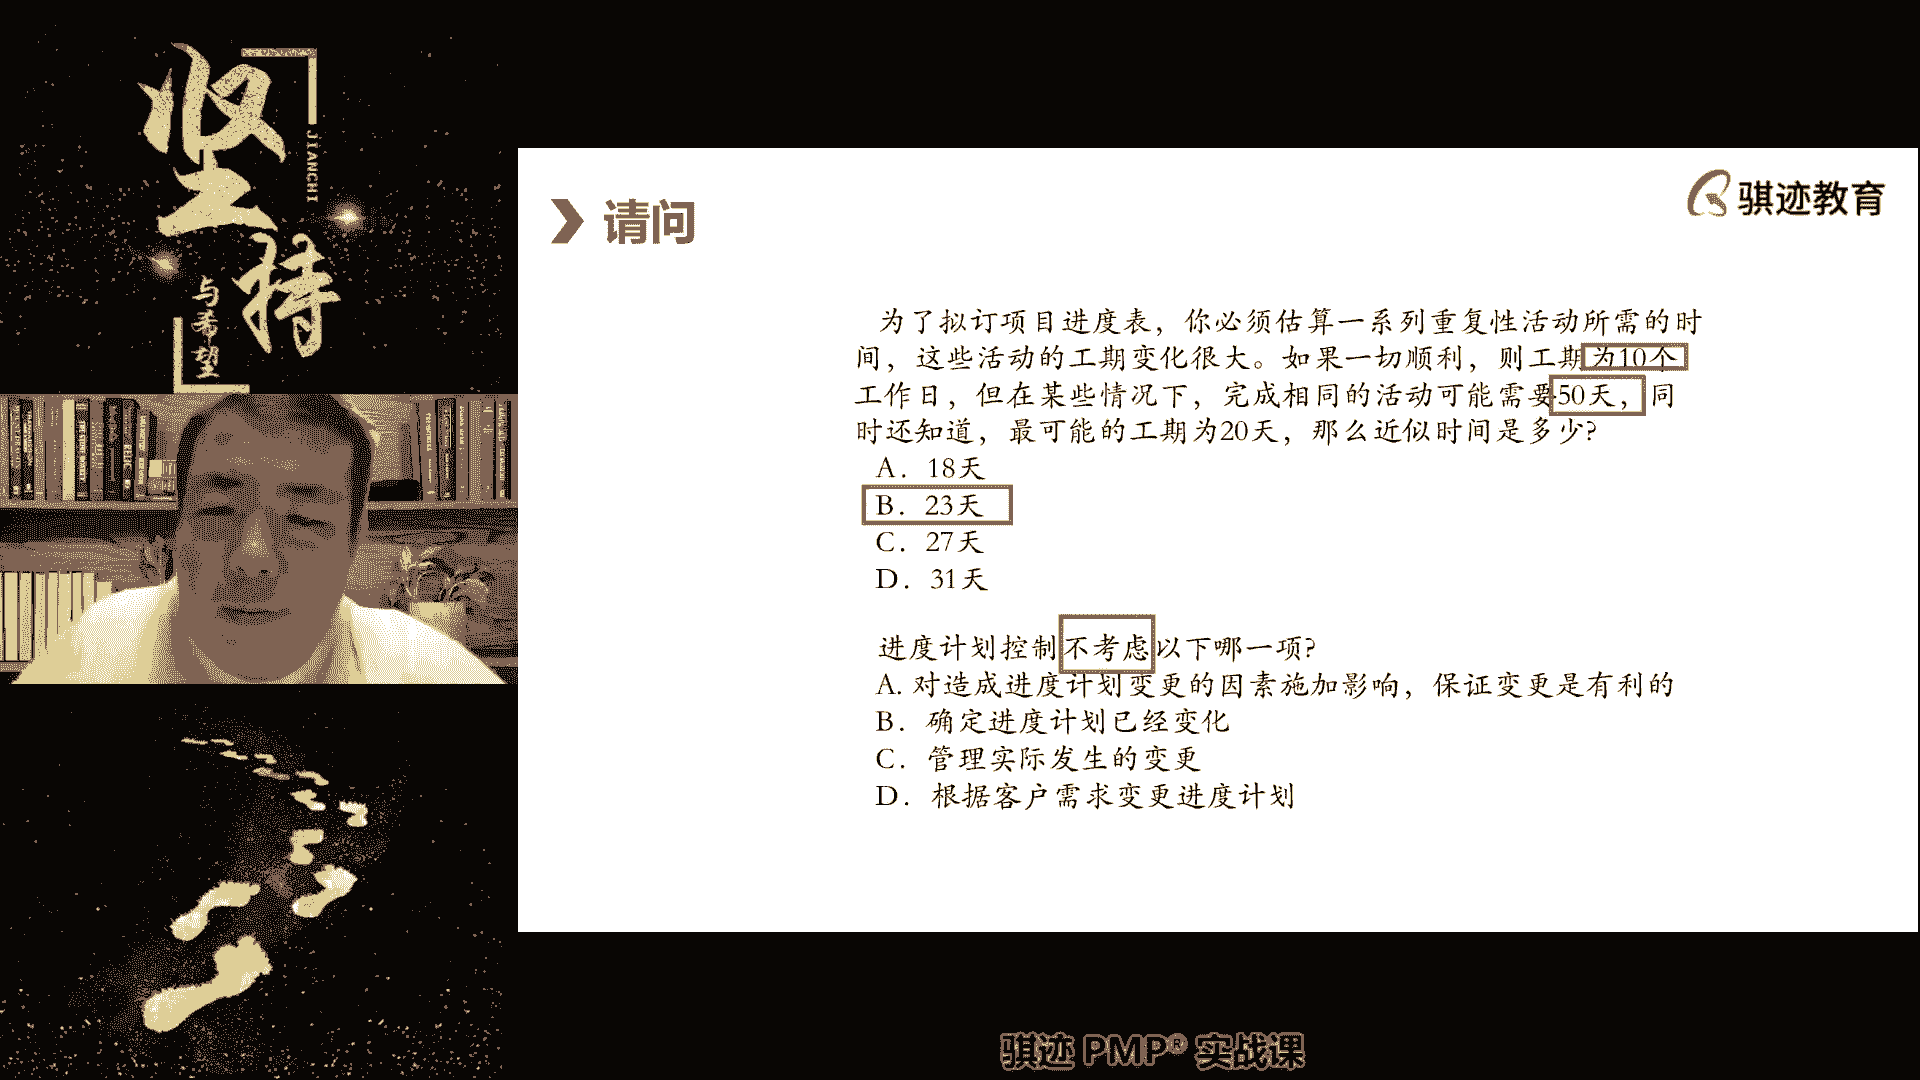 坚持
JIANCHI
与希望
骐迹教育
请问
为了拟订项目进度表，你必须估算一系列重复性活动所需的时
间，这些活动的工期变化很大。如果一切顺利，则工期为10个
工作日，但在某些情况下，完成相同的活动可能需要50天，同
时还知道，最可能的工期为20天，那么近似时间是多少?
A．18天
B．23天
C．27天
D．31天
进度计划控制不考虑以下哪一项?
A. 对造成进度计划变更的因素施加影响，保证变更是有利的
B．确定进度计划已经变化
C．管理实际发生的变更
D．根据客户需求变更进度计划
骐迹 PMP® 实战课